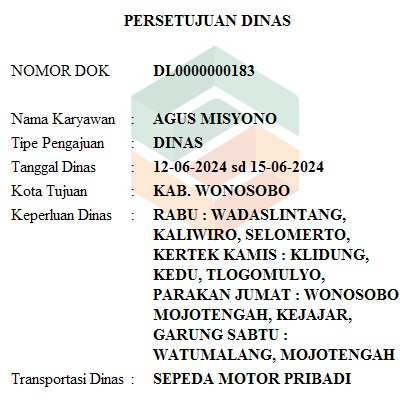 PERSETUJUAN DINAS
NOMOR DOK DL0000000183
Nama Karyawan : AGUS MISYONO
Tipe Pengajuan : DINAS
Tanggal Dinas : 12-06-2024 sd 15-06-2024
Kota Tujuan : KAB. WONOSOBO
Keperluan Dinas : RABU : WADASLINTANG,
KALIWIRO, SELOMERTO,
KERTEK KAMIS : KLIDUNG,
KEDU, TLOGOMULYO,
PARAKAN JUMAT : WONOSOBO
MOJOTENGAH, KEJAJAR,
GARUNG SABTU :
WATUMALANG, MOJOTENGAH
Transportasi Dinas : SEPEDA MOTOR PRIBADI